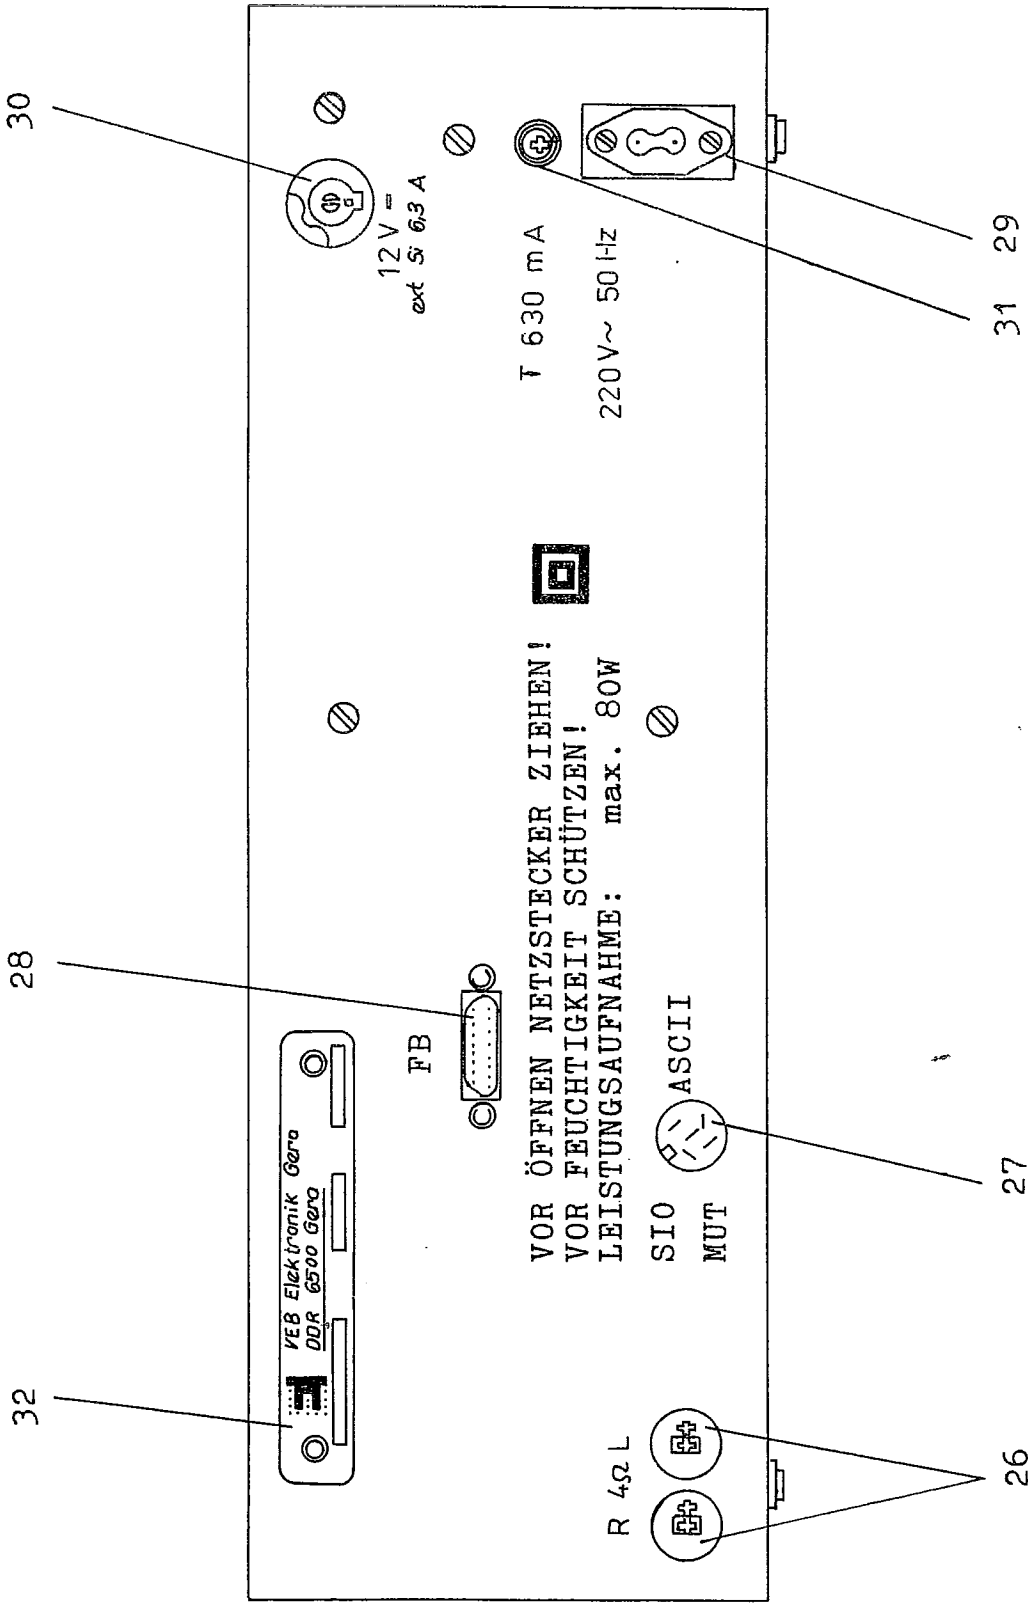 32
28
30
VEB Elektronik Gera
DDR 6500 Gera
FB
12 V =
ext Si 6,3 A
T 630 mA
220V~ 50 Hz
VOR ÖFFNEN NETZSTECKER ZIEHEN!
VOR FEUCHTIGKEIT SCHÜTZEN!
LEISTUNGSAUFNAHME: max. 80W
R 4Ω L
SIO
ASCII
MUT
26
27
31
29